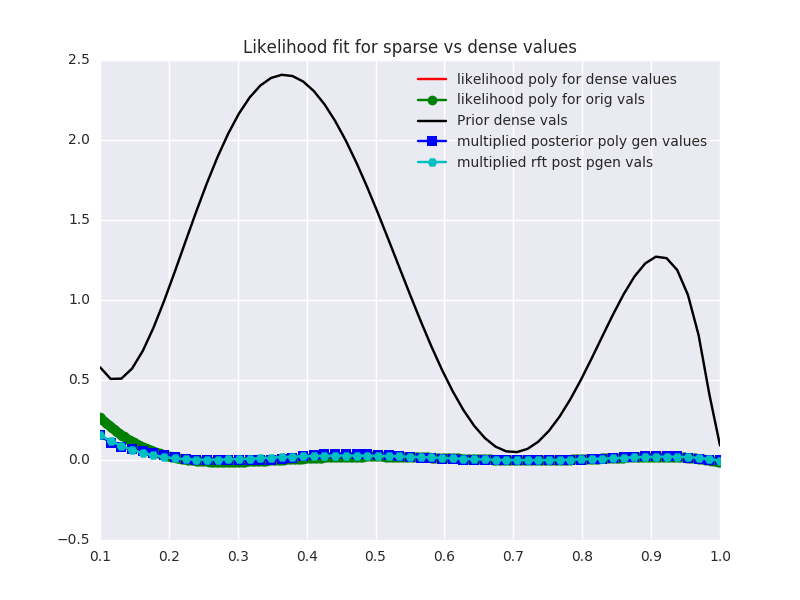 Likelihood fit for sparse vs dense values
2.5
2.0
1.5
1.0
0.5
0.0
−0.5
likelihood poly for dense values
likelihood poly for orig vals
Prior dense vals
multiplied posterior poly gen values
multiplied rft post pgen vals
0.1 0.2 0.3 0.4 0.5 0.6 0.7 0.8 0.9 1.0